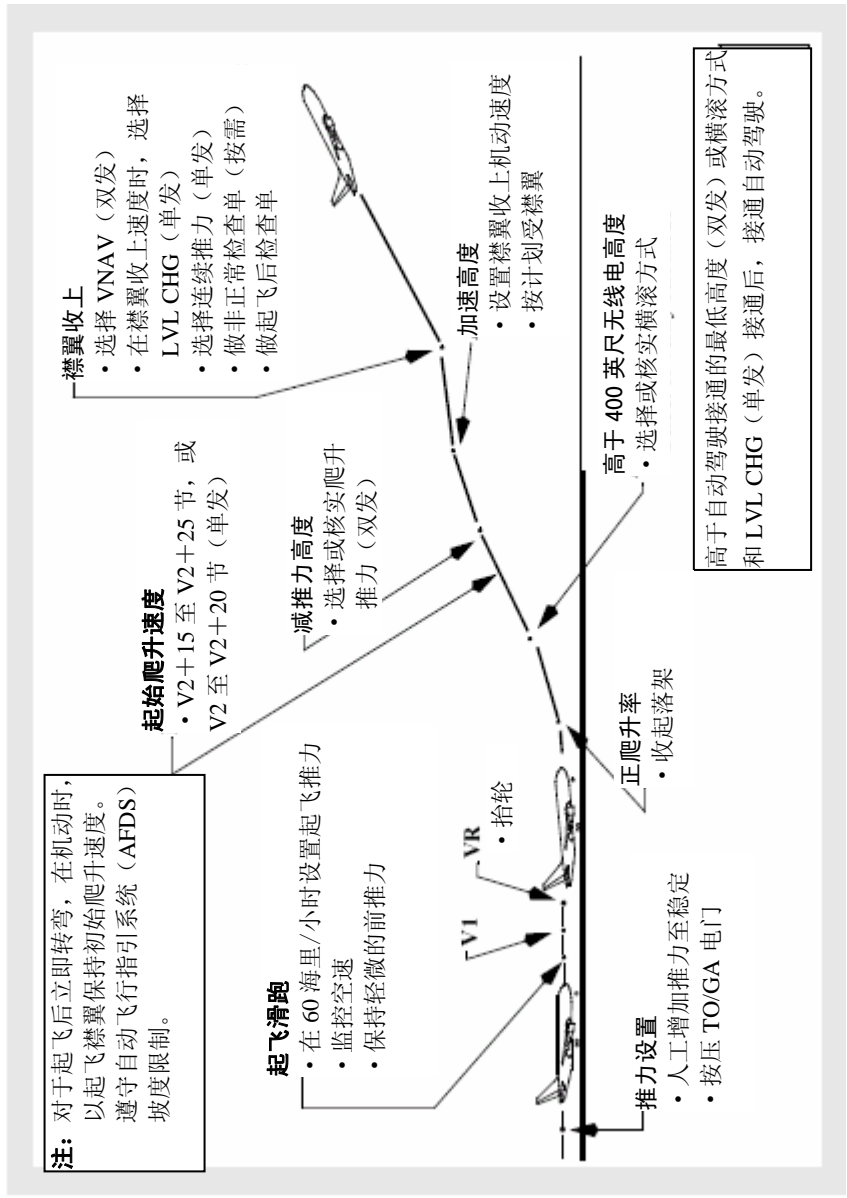 注：对于起飞后立即转弯，在机动时，
以起飞襟翼保持初始爬升速度。
遵守自动飞行指引系统（AFDS）
坡度限制。
起始爬升速度
· V2＋15 至 V2＋25 节，或
V2 至 V2＋20 节（单发）
襟翼收上
· 选择 VNAV（双发）
· 在襟翼收上速度时，选择
LVL CHG（单发）
· 选择连续推力（单发）
· 做非正常检查单（按需）
· 做起飞后检查单
起飞滑跑
· 在 60 海里/小时设置起飞推力
· 监控空速
· 保持轻微的前推力
减推力高度
· 选择或核实爬升
推力（双发）
加速高度
· 设置襟翼收上机动速度
· 按计划受襟翼
V1
VR
· 抬轮
推力设置
· 人工增加推力至稳定
· 按压 TO/GA 电门
正爬升率
· 收起落架
高于 400 英尺无线电高度
· 选择或核实横滚方式
高于自动驾驶接通的最低高度（双发）或横滚方式
和 LVL CHG（单发）接通后，接通自动驾驶。